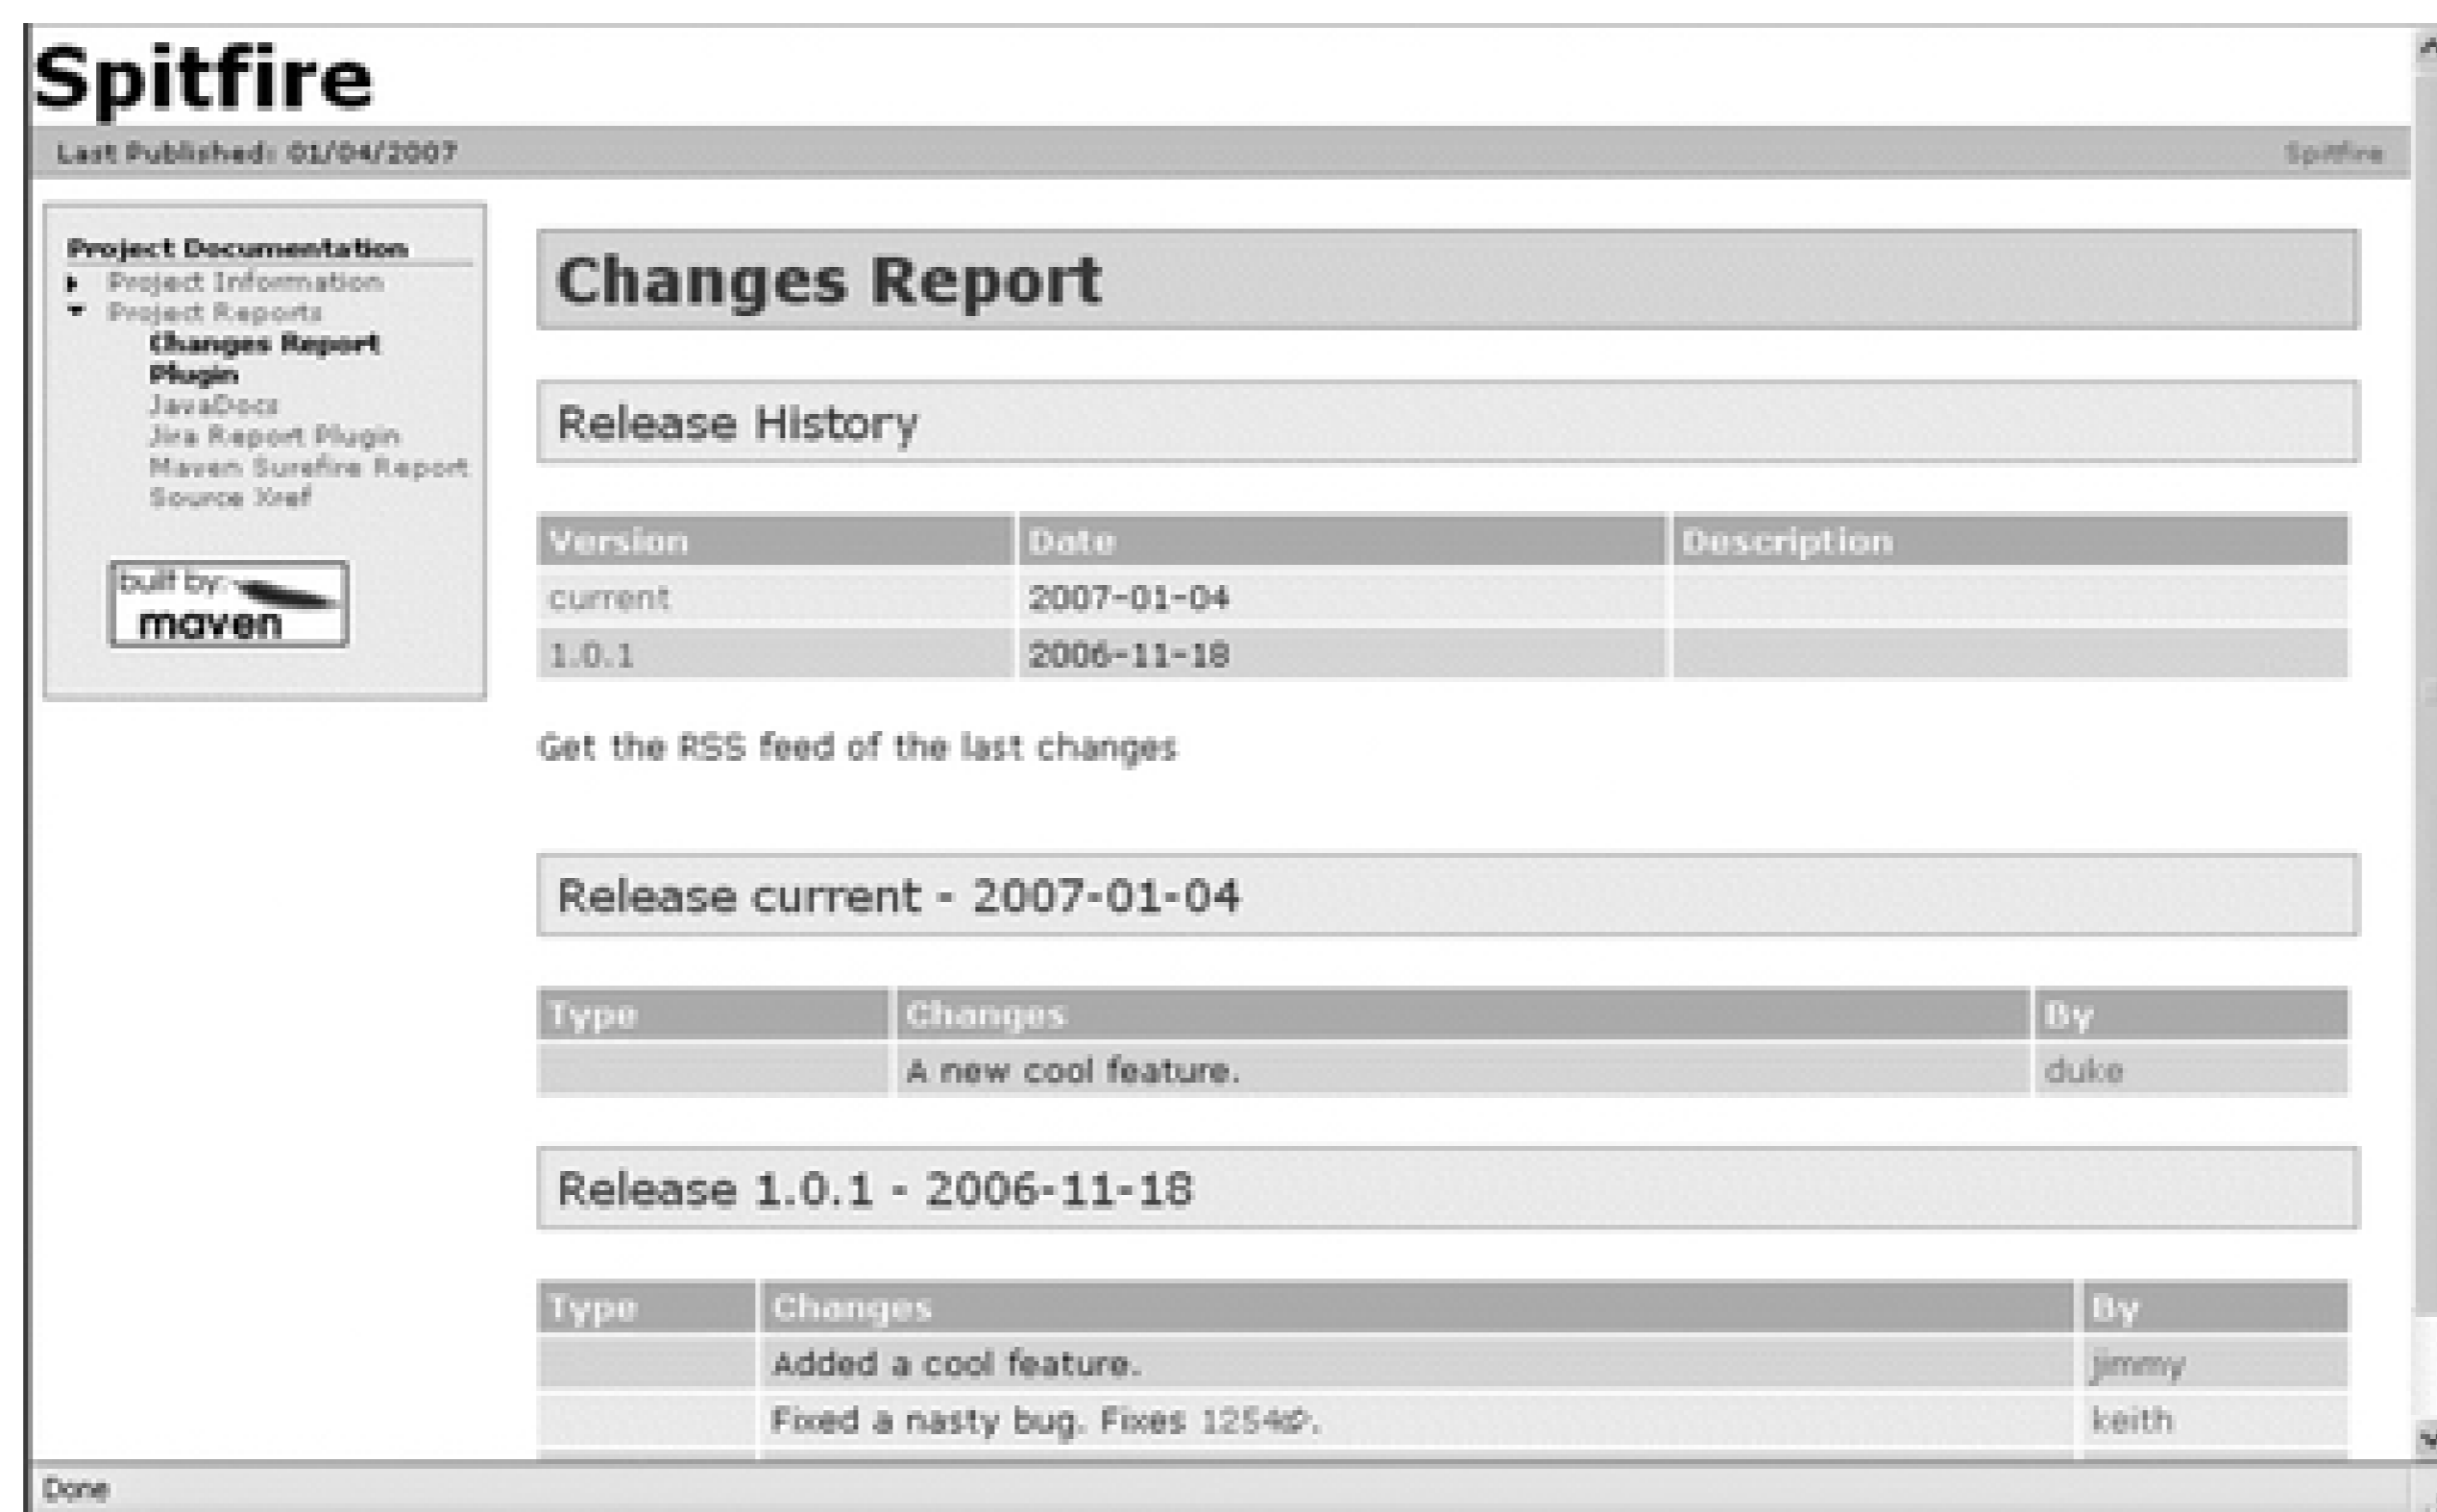 Spitfire
Last Published: 01/04/2007
Spitfire
Project Documentation
Project Information
Project Reports
Changes Report
Plugin
JavaDocs
Jira Report Plugin
Maven Surefire Report
Source Xref
built by:
maven
Changes Report
Release History
Version Date Description
current 2007-01-04
1.0.1 2006-11-18
Get the RSS feed of the last changes
Release current - 2007-01-04
Type Changes By
A new cool feature. duke
Release 1.0.1 - 2006-11-18
Type Changes By
Added a cool feature. jimmy
Fixed a nasty bug. Fixes 1254. keith
Done